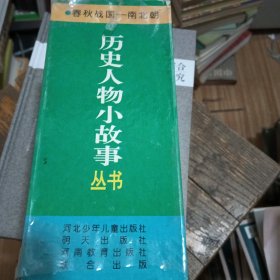 ●春秋战国—南北朝
历史人物小故事
丛书
河北少年儿童出版社
明天出版社
河南教育出版社
联合出版